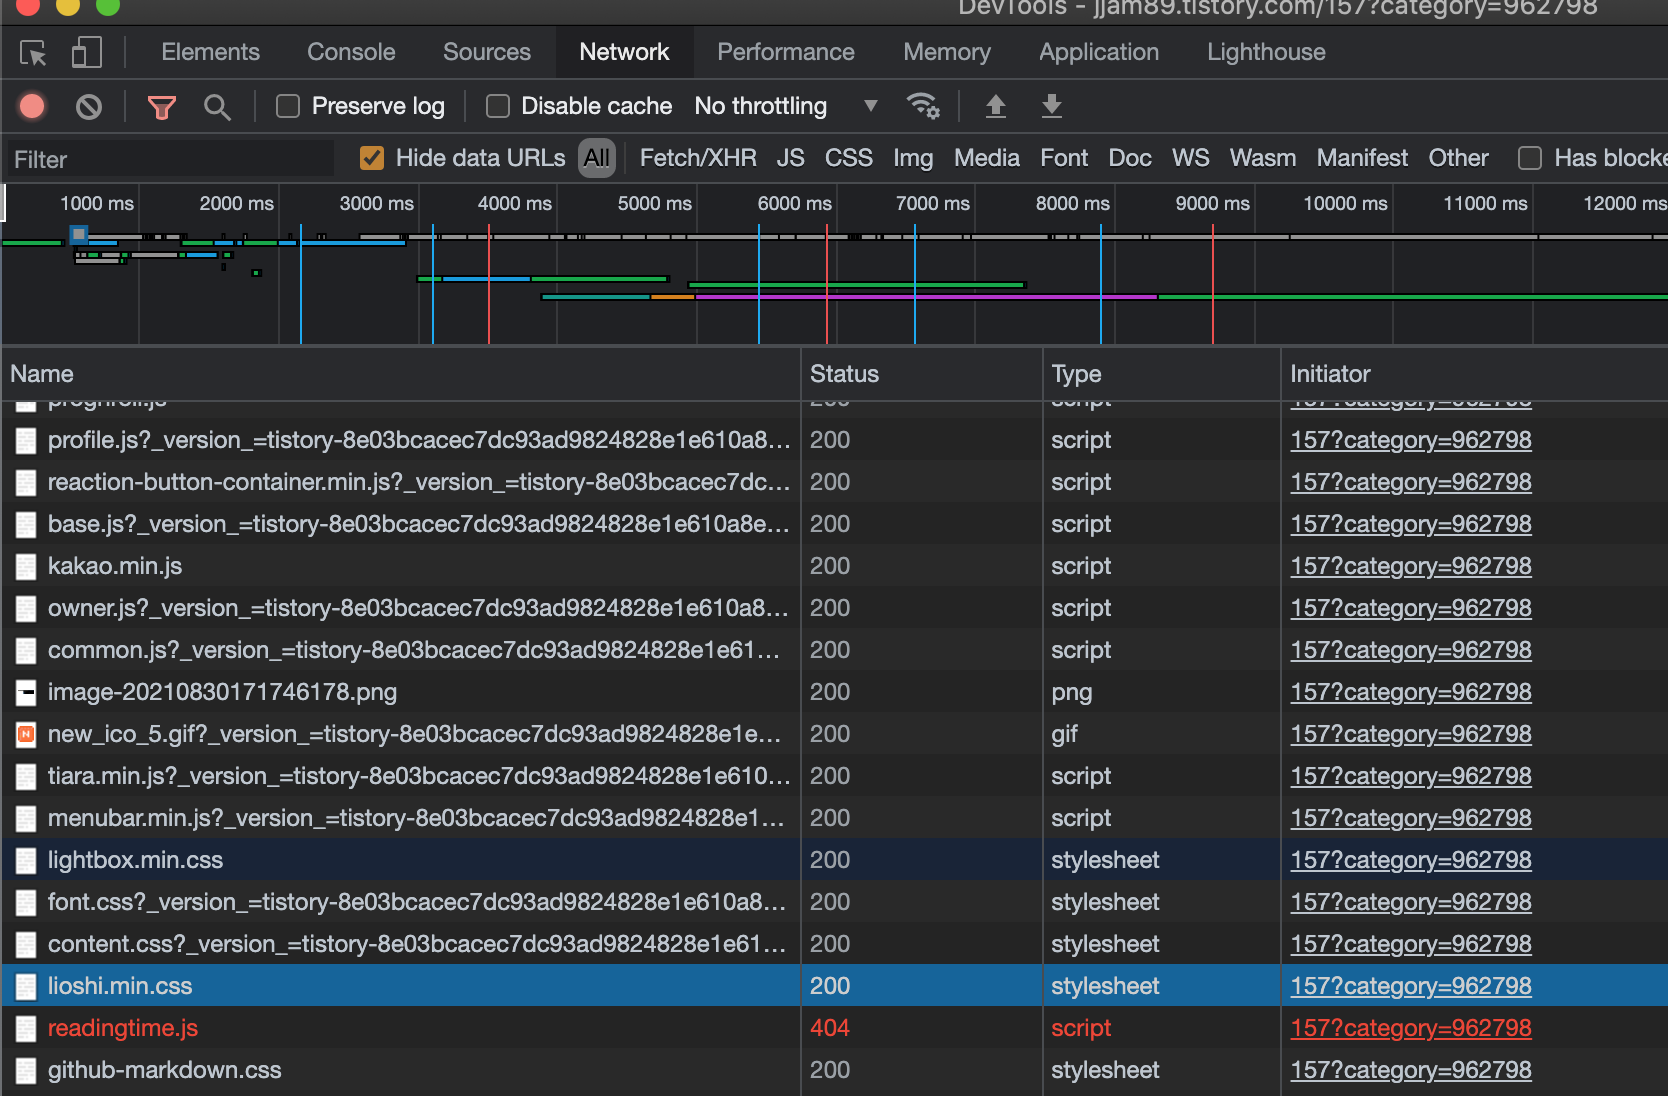 DevTools - jjam89.tistory.com/157?category=962798
Elements Console Sources Network Performance Memory Application Lighthouse
Preserve log Disable cache No throttling
Filter Hide data URLs All Fetch/XHR JS CSS Img Media Font Doc WS Wasm Manifest Other Has blocke
1000 ms 2000 ms 3000 ms 4000 ms 5000 ms 6000 ms 7000 ms 8000 ms 9000 ms 10000 ms 11000 ms 12000 ms
Name Status Type Initiator
200 script 157?category=962798
profile.js?_version_=tistory-8e03bcacec7dc93ad9824828e1e610a8... 200 script 157?category=962798
reaction-button-container.min.js?_version_=tistory-8e03bcacec7dc... 200 script 157?category=962798
base.js?_version_=tistory-8e03bcacec7dc93ad9824828e1e610a8e... 200 script 157?category=962798
kakao.min.js 200 script 157?category=962798
owner.js?_version_=tistory-8e03bcacec7dc93ad9824828e1e610a8... 200 script 157?category=962798
common.js?_version_=tistory-8e03bcacec7dc93ad9824828e1e61... 200 script 157?category=962798
image-20210830171746178.png 200 png 157?category=962798
new_ico_5.gif?_version_=tistory-8e03bcacec7dc93ad9824828e1e... 200 gif 157?category=962798
tiara.min.js?_version_=tistory-8e03bcacec7dc93ad9824828e1e610... 200 script 157?category=962798
menubar.min.js?_version_=tistory-8e03bcacec7dc93ad9824828e1... 200 script 157?category=962798
lightbox.min.css 200 stylesheet 157?category=962798
font.css?_version_=tistory-8e03bcacec7dc93ad9824828e1e610a8... 200 stylesheet 157?category=962798
content.css?_version_=tistory-8e03bcacec7dc93ad9824828e1e61... 200 stylesheet 157?category=962798
lioshi.min.css 200 stylesheet 157?category=962798
readingtime.js 404 script 157?category=962798
github-markdown.css 200 stylesheet 157?category=962798